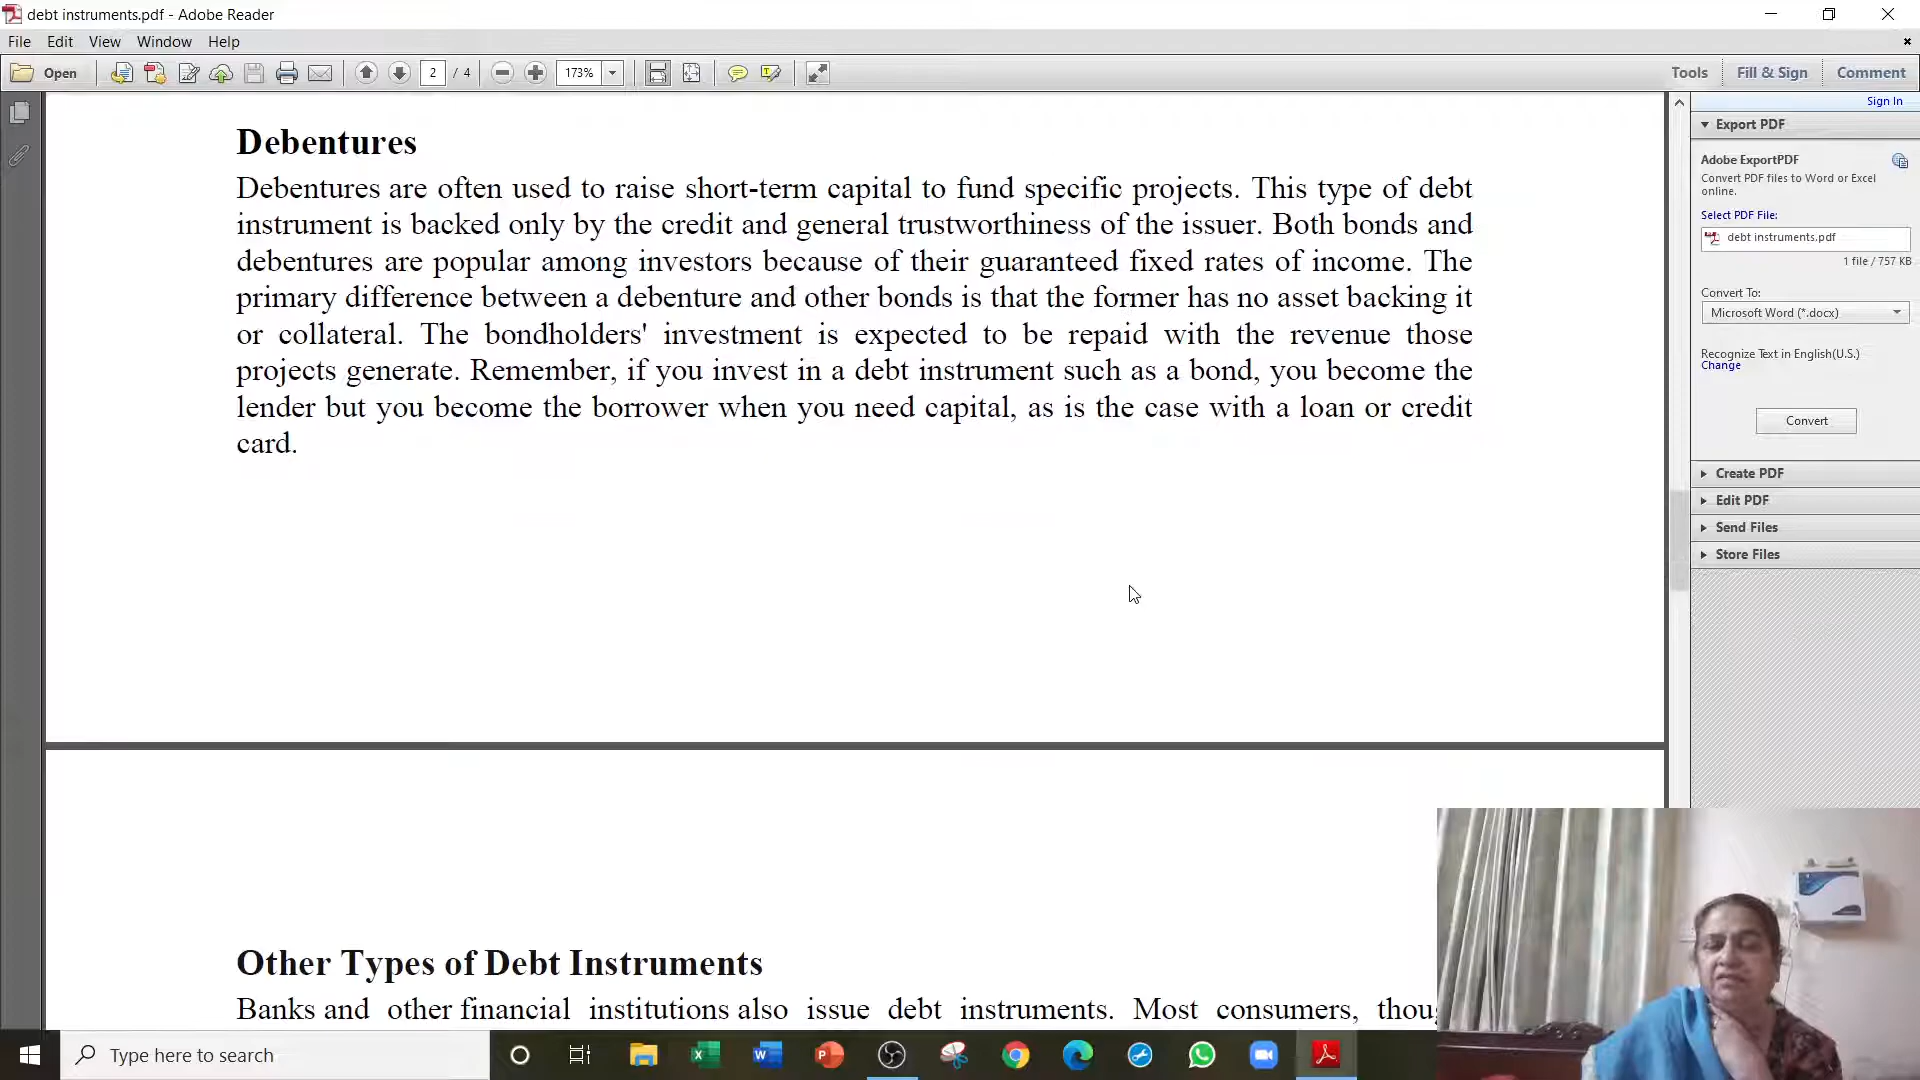 debt instruments.pdf - Adobe Reader
File Edit View Window Help
Open 2 / 4 173% Tools Fill & Sign Comment
Sign In
Export PDF
Adobe ExportPDF
Convert PDF files to Word or Excel
online.
Select PDF File:
debt instruments.pdf
1 file / 757 KB
Convert To:
Microsoft Word (*.docx)
Recognize Text in English(U.S.)
Change
Convert
Create PDF
Edit PDF
Send Files
Store Files
Debentures
Debentures are often used to raise short-term capital to fund specific projects. This type of debt
instrument is backed only by the credit and general trustworthiness of the issuer. Both bonds and
debentures are popular among investors because of their guaranteed fixed rates of income. The
primary difference between a debenture and other bonds is that the former has no asset backing it
or collateral. The bondholders' investment is expected to be repaid with the revenue those
projects generate. Remember, if you invest in a debt instrument such as a bond, you become the
lender but you become the borrower when you need capital, as is the case with a loan or credit
card.
Other Types of Debt Instruments
Banks and other financial institutions also issue debt instruments. Most consumers,
Type here to search